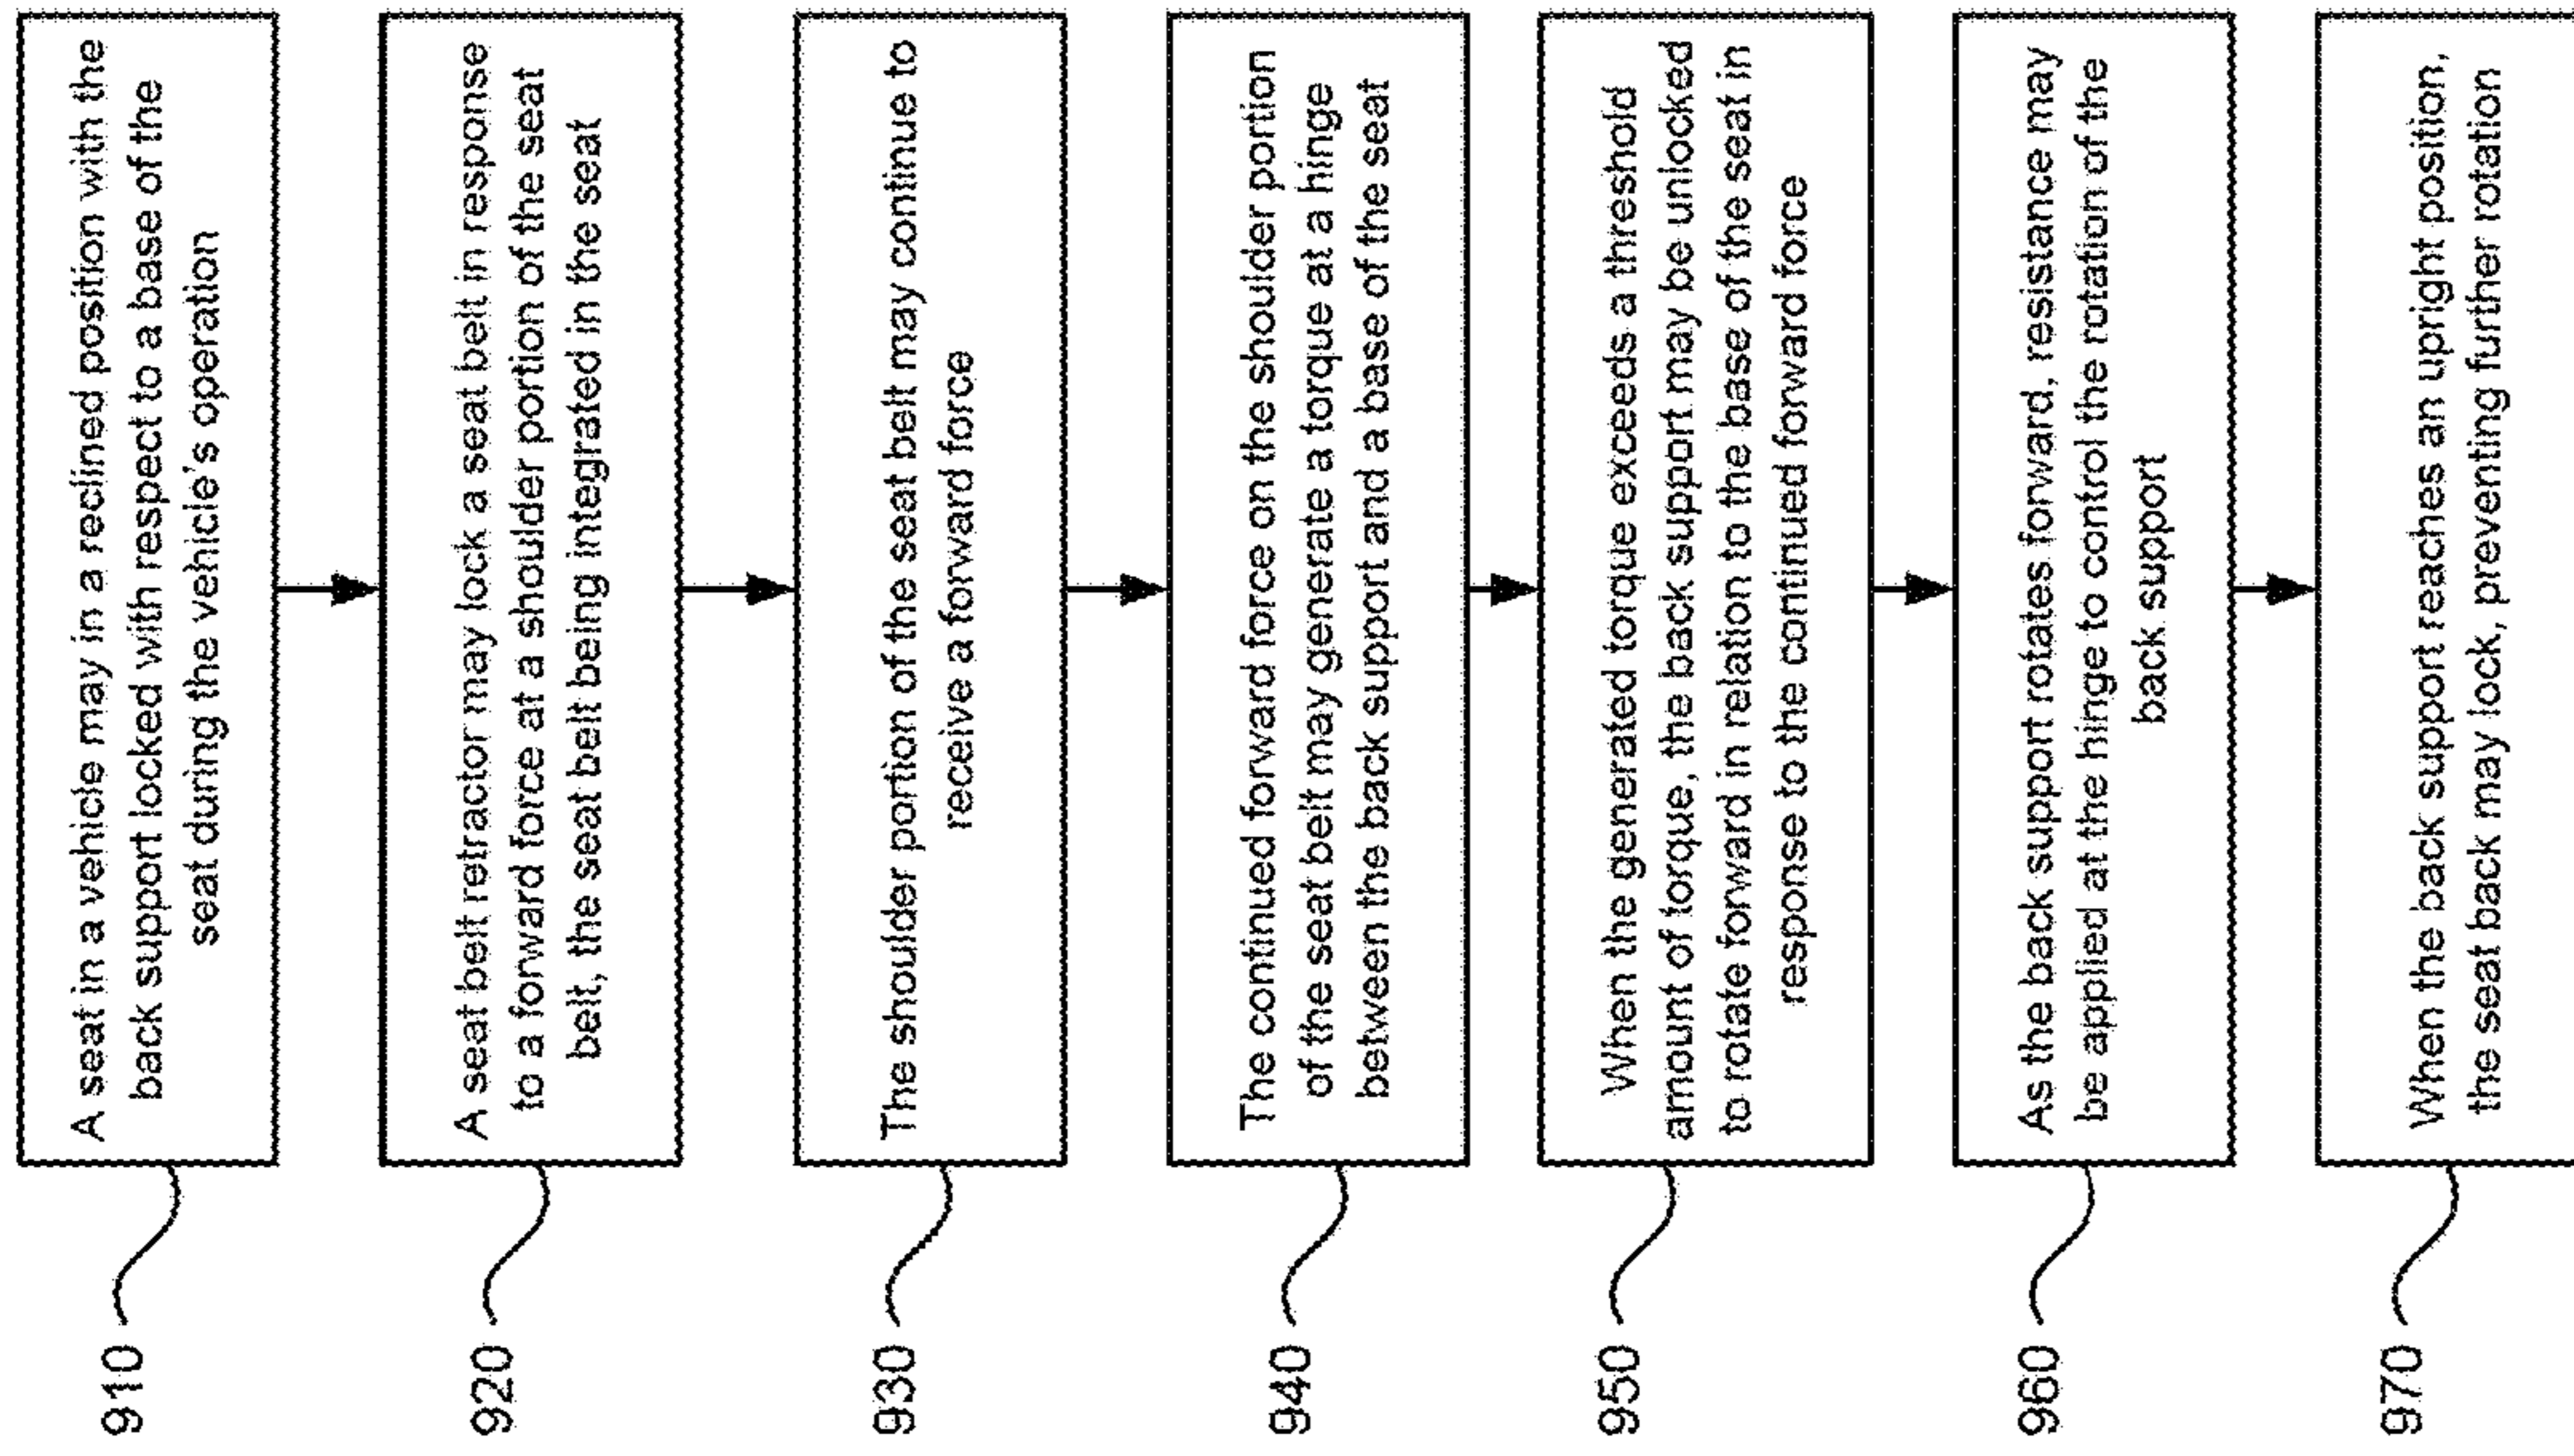 910
A seat in a vehicle may in a reclined position with the
back support locked with respect to a base of the
seat during the vehicle's operation
920
A seat belt retractor may lock a seat belt in response
to a forward force at a shoulder portion of the seat
belt, the seat belt being integrated in the seat
930
The shoulder portion of the seat belt may continue to
receive a forward force
940
The continued forward force on the shoulder portion
of the seat belt may generate a torque at a hinge
between the back support and a base of the seat
950
When the generated torque exceeds a threshold
amount of torque, the back support may be unlocked
to rotate forward in relation to the base of the seat in
response to the continued forward force
960
As the back support rotates forward, resistance may
be applied at the hinge to control the rotation of the
back support
970
When the back support reaches an upright position,
the seat back may lock, preventing further rotation